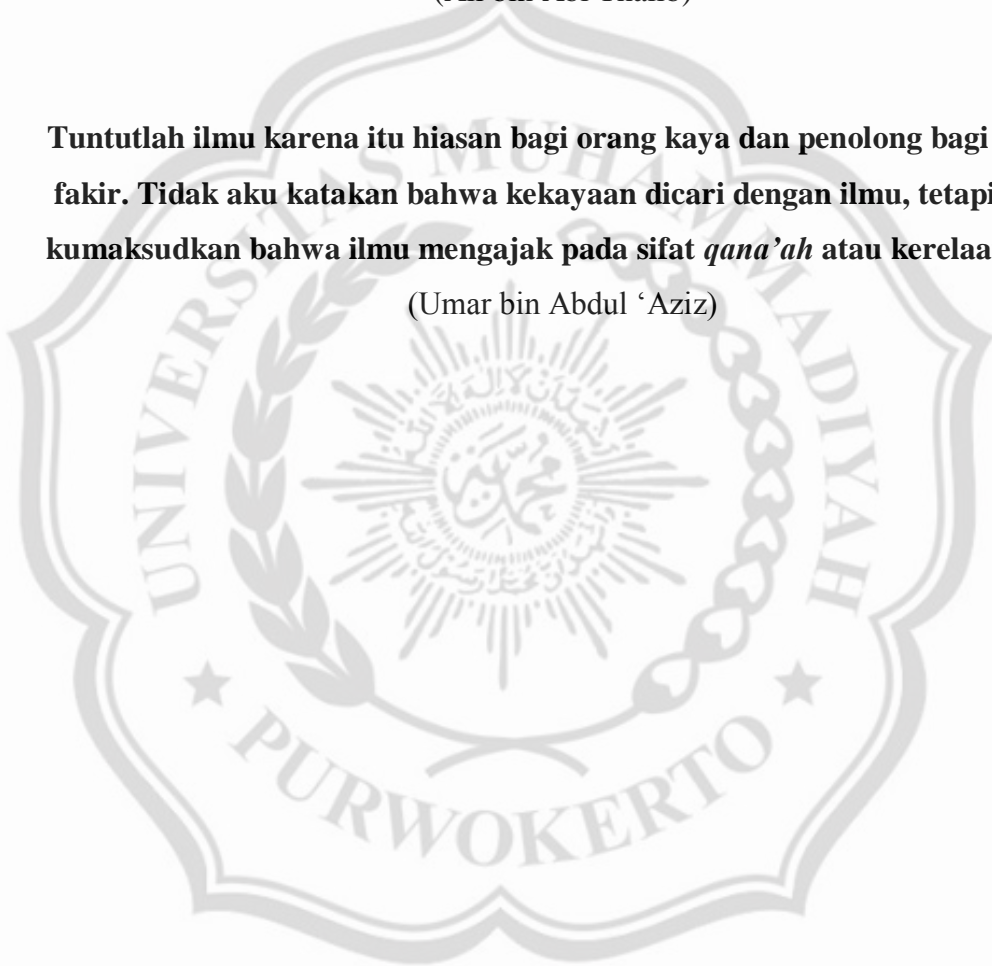 Tuntutlah ilmu karena itu hiasan bagi orang kaya dan penolong bagi
fakir. Tidak aku katakan bahwa kekayaan dicari dengan ilmu, tetapi
kumaksudkan bahwa ilmu mengajak pada sifat qana’ah atau kerelaa
(Umar bin Abdul ‘Aziz)
UNIVERSITAS MUHAMMADIYAH
PURWOKERTO